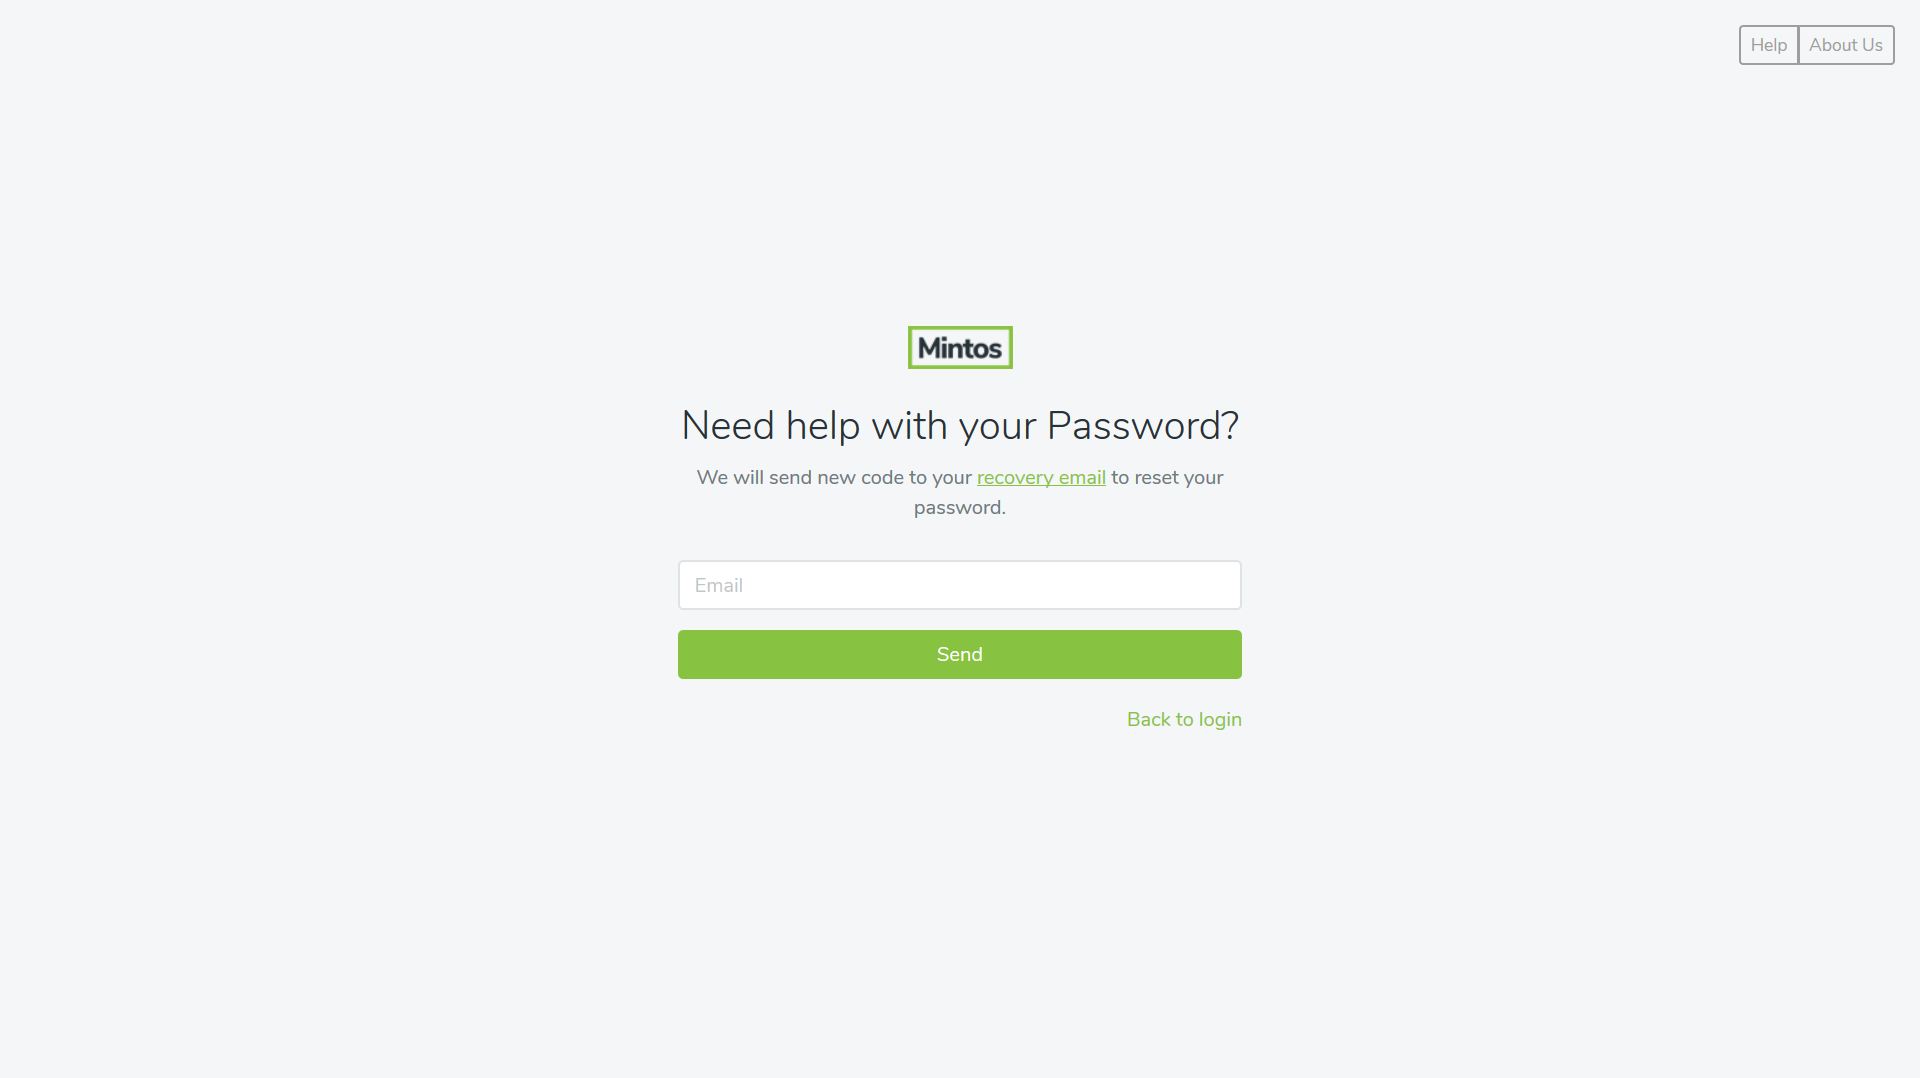 Help
About Us
Mintos
Need help with your Password?
We will send new code to your recovery email to reset your
password.
Email
Send
Back to login